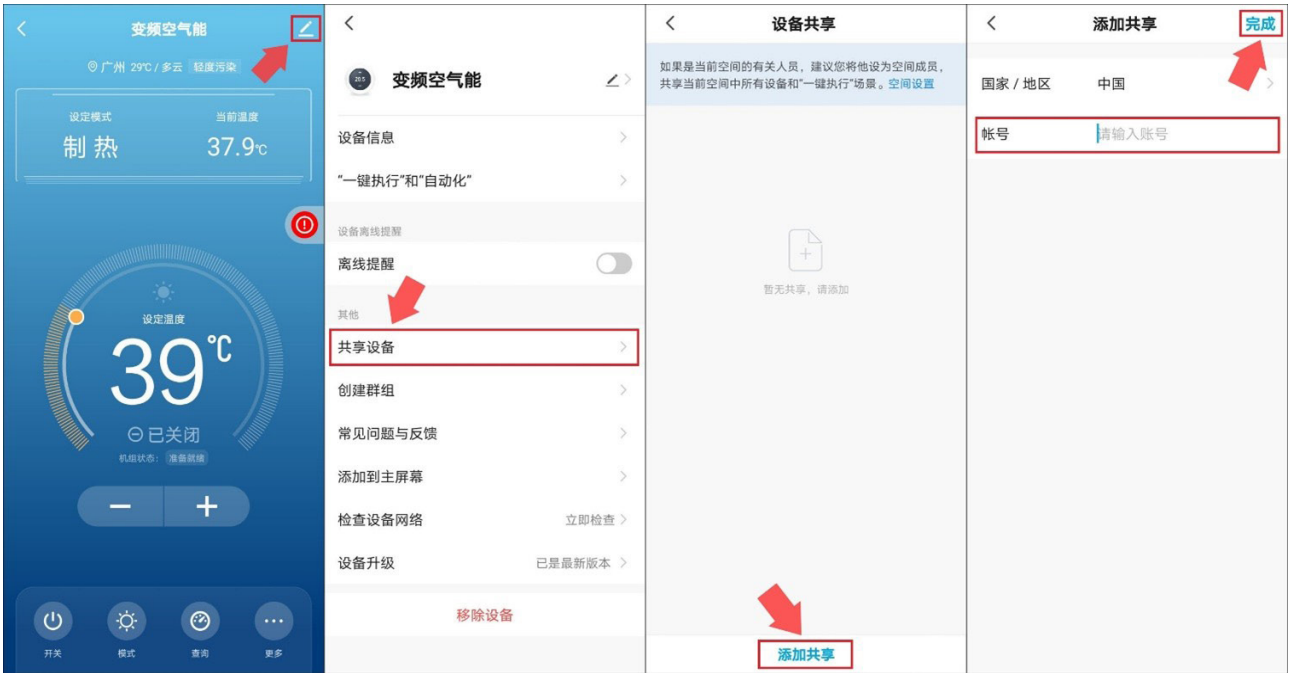 变频空气能
广州 29℃/多云 轻度污染
设定模式
当前温度
制热
37.9℃
设定温度
39℃
已关闭
机组状态： 准备就绪
开关
模式
查询
更多
28.5
变频空气能
设备信息
“一键执行”和“自动化”
设备离线提醒
离线提醒
其他
共享设备
创建群组
常见问题与反馈
添加到主屏幕
检查设备网络 立即检查
设备升级 已是最新版本
移除设备
设备共享
如果是当前空间的有关人员，建议您将他设为空间成员，
共享当前空间中所有设备和“一键执行”场景。空间设置
暂无共享，请添加
添加共享
添加共享
完成
国家 / 地区 中国
帐号 请输入账号